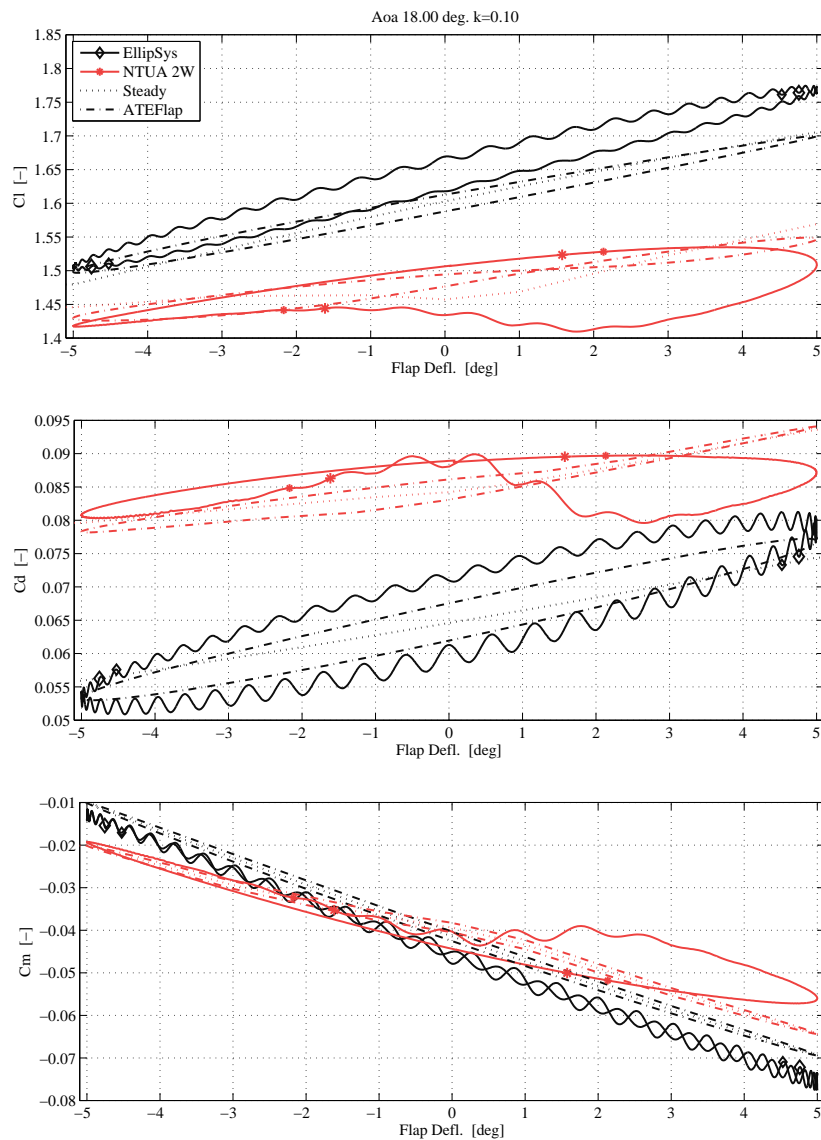 Aoa 18.00 deg. k=0.10
1.85
1.8
1.75
1.7
1.65
1.6
1.55
1.5
1.45
1.4
Cl [−]
EllipSys
NTUA 2W
Steady
ATEFlap
−5 −4 −3 −2 −1 0 1 2 3 4 5
Flap Defl. [deg]
0.095
0.09
0.085
0.08
0.075
0.07
0.065
0.06
0.055
0.05
Cd [−]
−5 −4 −3 −2 −1 0 1 2 3 4 5
Flap Defl. [deg]
−0.01
−0.02
−0.03
−0.04
−0.05
−0.06
−0.07
−0.08
Cm [−]
−5 −4 −3 −2 −1 0 1 2 3 4 5
Flap Defl. [deg]